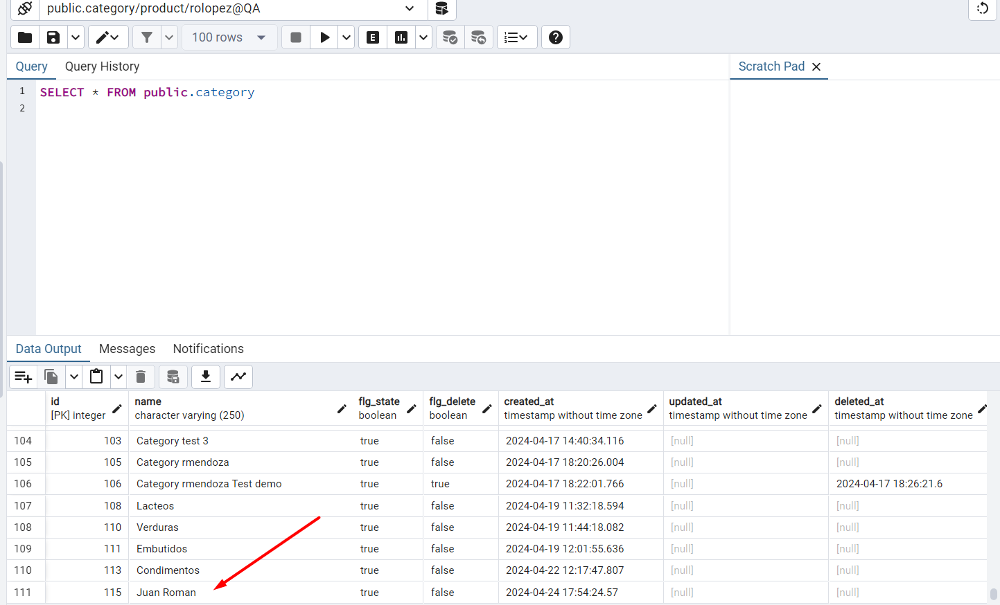 public.category/product/rolopez@QA
100 rows
E
Query Query History Scratch Pad
1 SELECT * FROM public.category
2
Data Output Messages Notifications
id name flg_state flg_delete created_at updated_at deleted_at
[PK] integer character varying (250) boolean boolean timestamp without time zone timestamp without time zone timestamp without time zone
104 103 Category test 3 true false 2024-04-17 14:40:34.116 [null] [null]
105 105 Category rmendoza true false 2024-04-17 18:20:26.004 [null] [null]
106 106 Category rmendoza Test demo true true 2024-04-17 18:22:01.766 [null] 2024-04-17 18:26:21.6
107 108 Lacteos true false 2024-04-19 11:32:18.594 [null] [null]
108 110 Verduras true false 2024-04-19 11:44:18.082 [null] [null]
109 111 Embutidos true false 2024-04-19 12:01:55.636 [null] [null]
110 113 Condimentos true false 2024-04-22 12:17:47.807 [null] [null]
111 115 Juan Roman true false 2024-04-24 17:54:24.57 [null] [null]